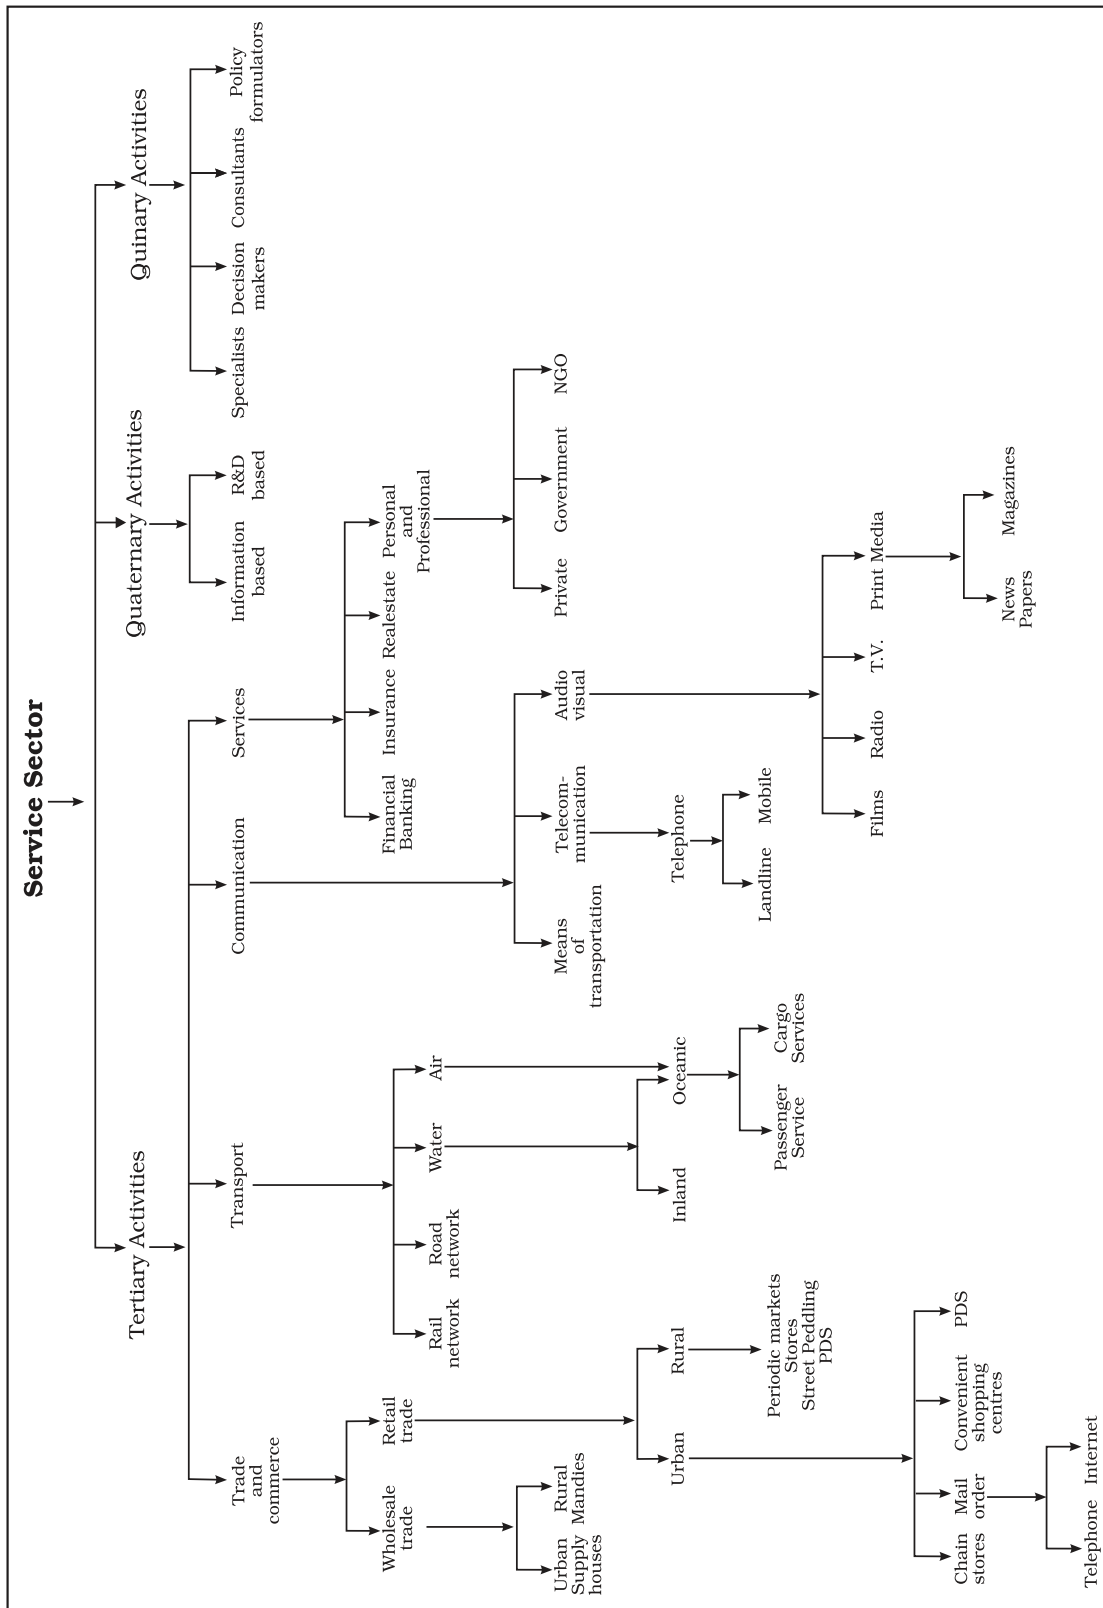 Service Sector
Tertiary Activities
Quaternary Activities
Quinary Activities
Trade
and
commerce
Transport
Communication
Services
Information
based
R&D
based
Specialists
Decision
makers
Consultants
Policy
formulators
Wholesale
trade
Retail
trade
Rail
network
Road
network
Water
Air
Financial
Banking
Insurance
Realestate
Personal
and
Professional
Urban
Supply
houses
Rural
Mandies
Means
of
transportation
Telecom-
munication
Audio
visual
Private
Government
NGO
Urban
Rural
Inland
Oceanic
Telephone
Periodic markets
Stores
Street Peddling
PDS
Passenger
Service
Cargo
Services
Landline
Mobile
Films
Radio
T.V.
Print Media
Chain
stores
Mail
order
Convenient
shopping
centres
PDS
News
Papers
Magazines
Telephone
Internet